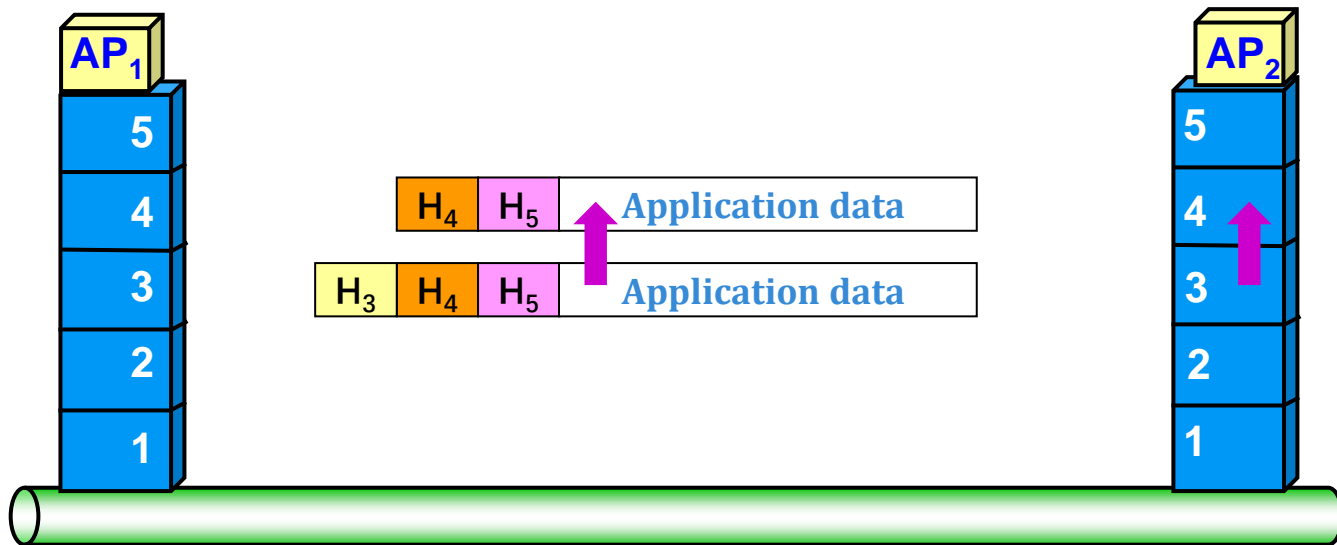 AP₁
AP₂
5
5
4
H₄ H₅ Application data
4
3
H₃ H₄ H₅ Application data
3
2
2
1
1